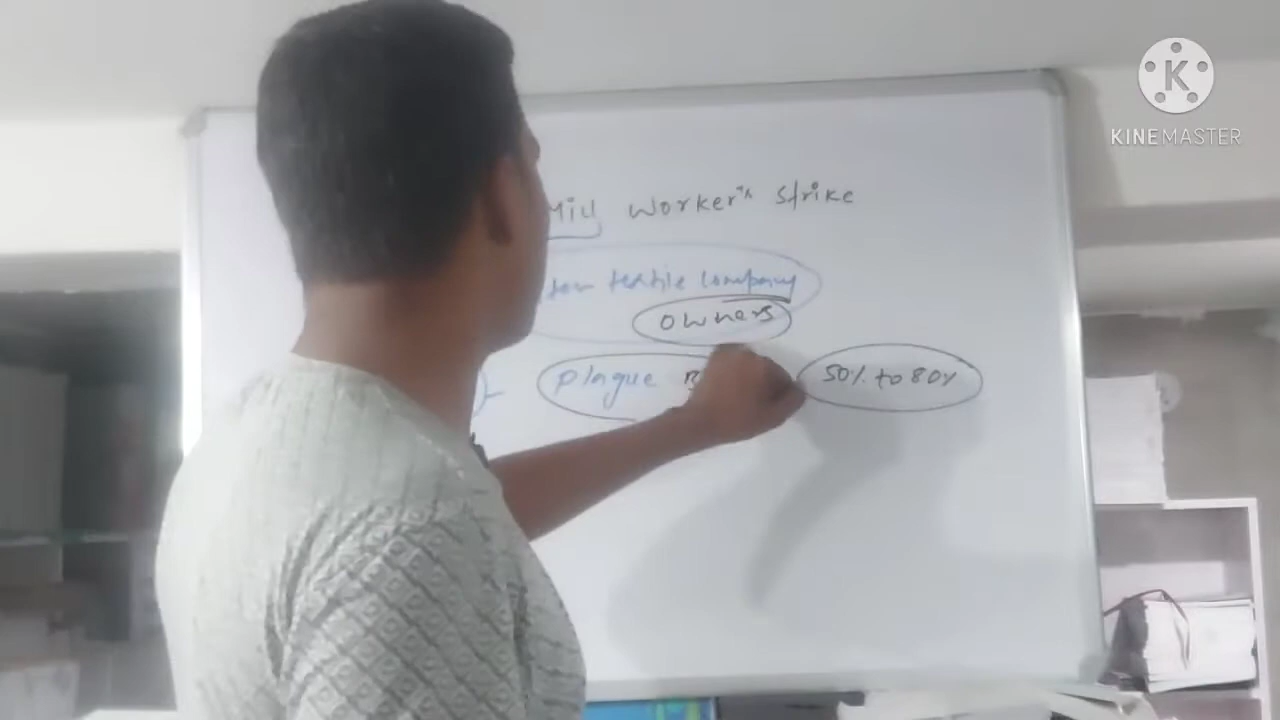 Mill Worker's Strike
textile company
owners
plague
50% to 80%
K
KINEMASTER